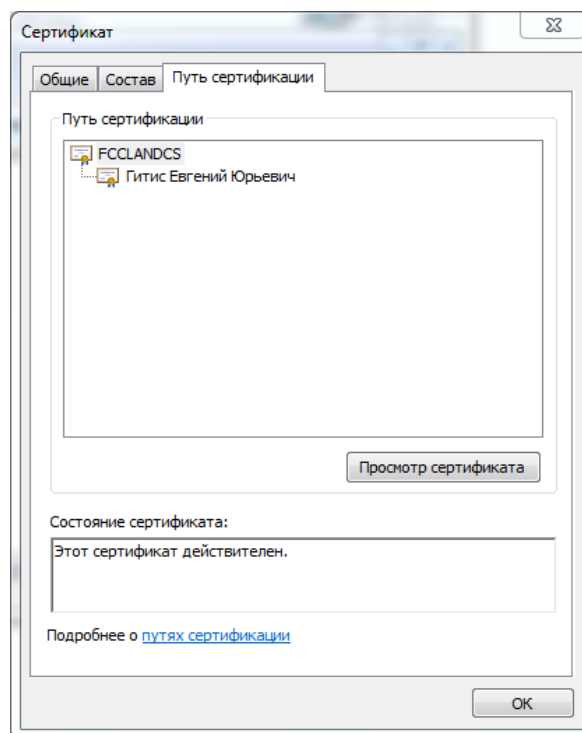 Сертификат
Общие Состав Путь сертификации
Путь сертификации
FCCLANDCS
Гитис Евгений Юрьевич
Просмотр сертификата
Состояние сертификата:
Этот сертификат действителен.
Подробнее о путях сертификации
ОК